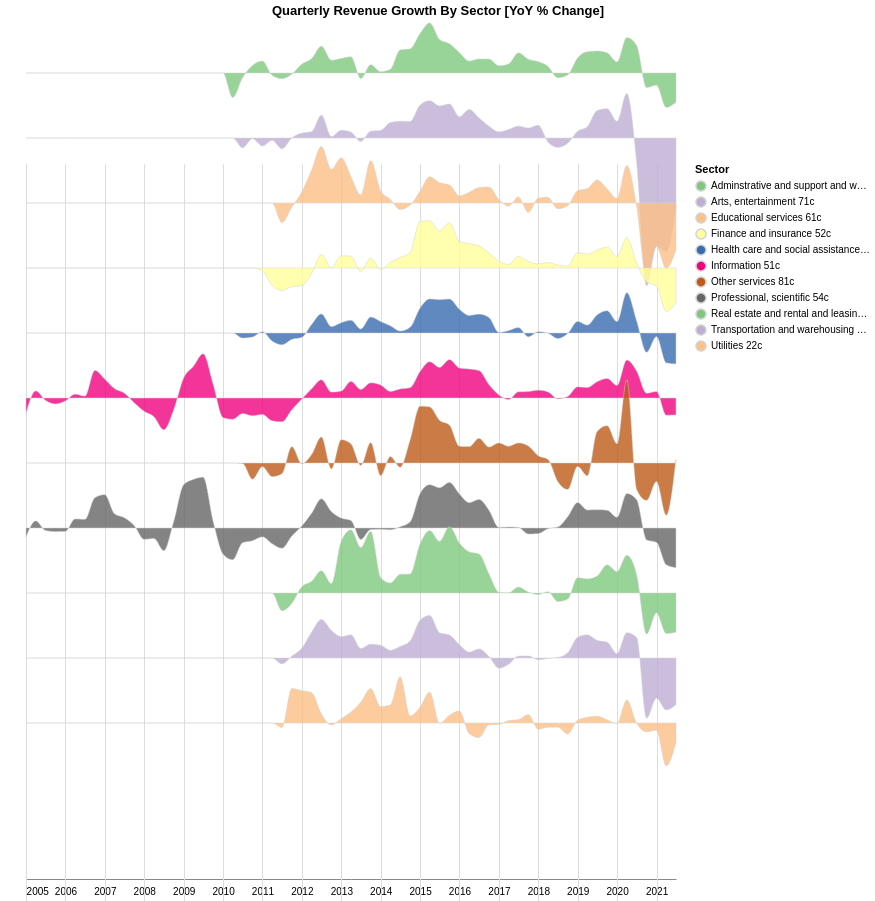 Quarterly Revenue Growth By Sector [YoY % Change]
Sector
Adminstrative and support and w…
Arts, entertainment 71c
Educational services 61c
Finance and insurance 52c
Health care and social assistance…
Information 51c
Other services 81c
Professional, scientific 54c
Real estate and rental and leasin…
Transportation and warehousing …
Utilities 22c
2005 2006 2007 2008 2009 2010 2011 2012 2013 2014 2015 2016 2017 2018 2019 2020 2021